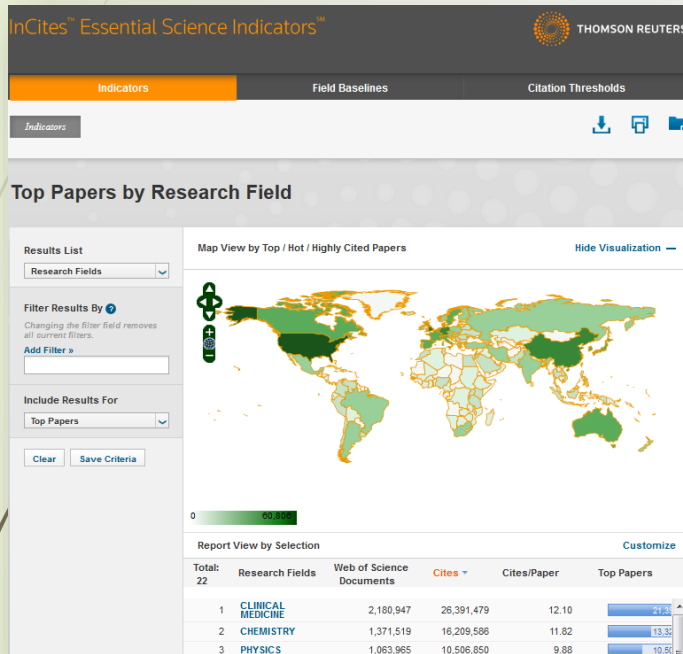 InCites™ Essential Science Indicators℠
THOMSON REUTERS
Indicators
Field Baselines
Citation Thresholds
Indicators
Top Papers by Research Field
Results List
Research Fields
Filter Results By ?
Changing the filter field removes
all current filters.
Add Filter »
Include Results For
Top Papers
Clear
Save Criteria
Map View by Top / Hot / Highly Cited Papers
Hide Visualization —
0
60,806
Report View by Selection
Customize
Total:
22
Research Fields
Web of Science
Documents
Cites
Cites/Paper
Top Papers
1 CLINICAL
MEDICINE
2,180,947 26,391,479 12.10
2 CHEMISTRY 1,371,519 16,209,586 11.82
3 PHYSICS 1,063,965 10,506,850 9.88